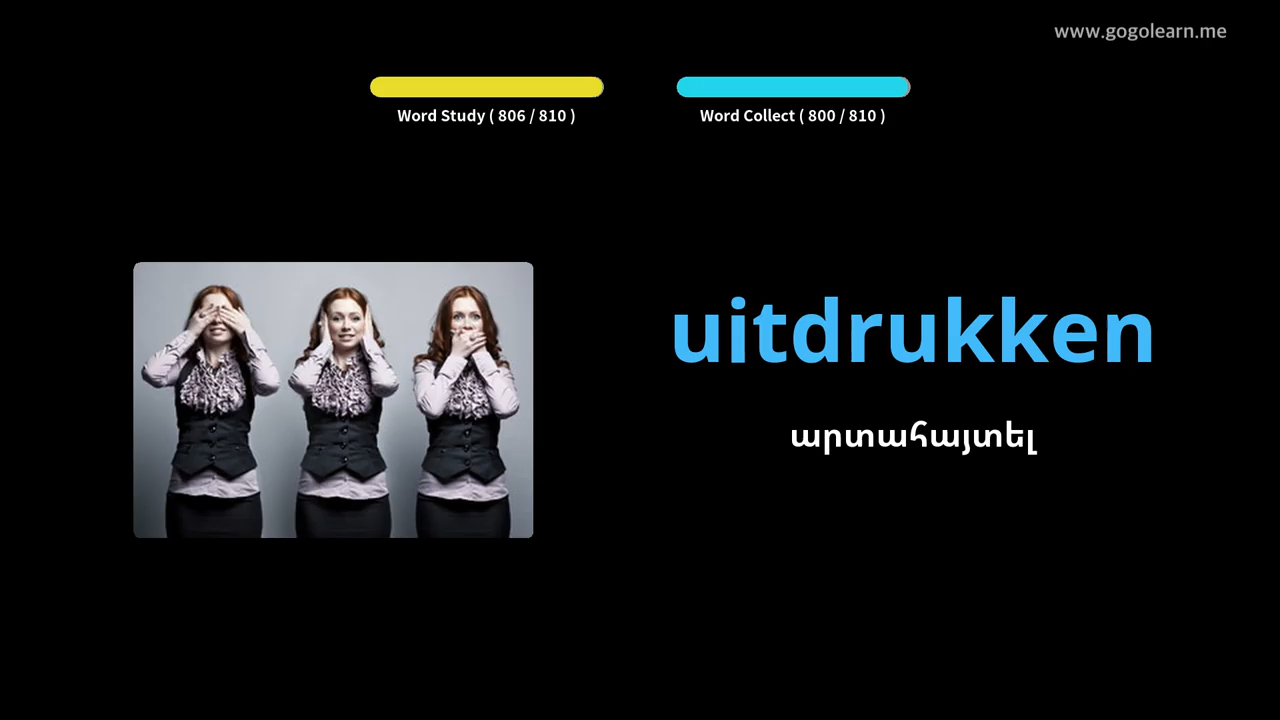 www.gogolearn.me
Word Study ( 806 / 810 )
Word Collect ( 800 / 810 )
uitdrukken
արտահայտել